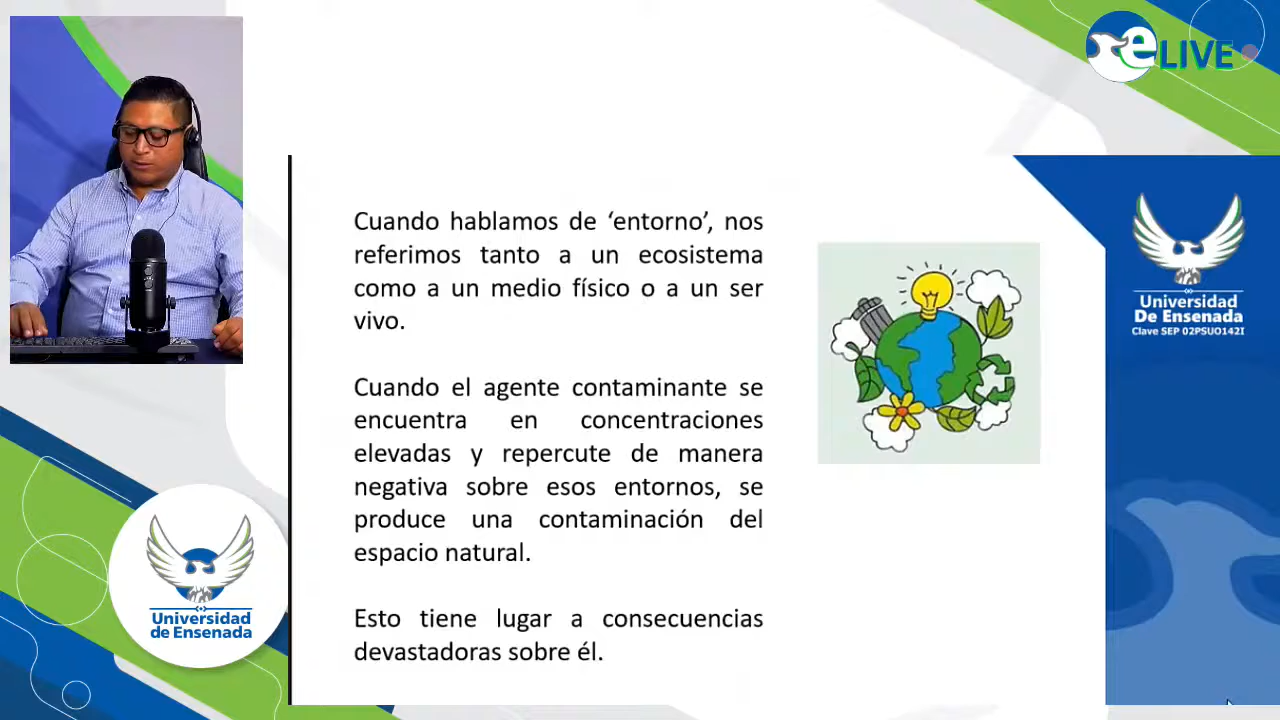 e LIVE
Cuando hablamos de ‘entorno’, nos
referimos tanto a un ecosistema
como a un medio físico o a un ser
vivo.
Cuando el agente contaminante se
encuentra en concentraciones
elevadas y repercute de manera
negativa sobre esos entornos, se
produce una contaminación del
espacio natural.
Esto tiene lugar a consecuencias
devastadoras sobre él.
Universidad
De Ensenada
Clave SEP 02PSU0142I
Universidad
de Ensenada